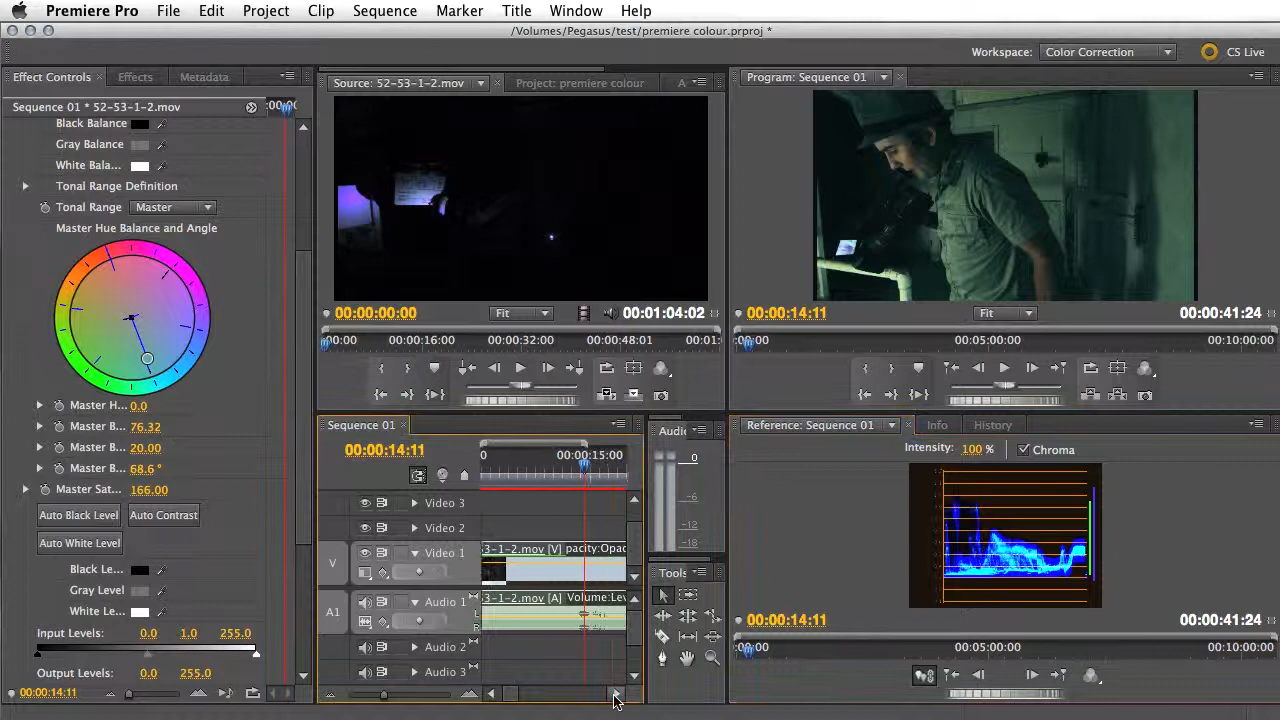 Premiere Pro File Edit Project Clip Sequence Marker Title Window Help
/Volumes/Pegasus/test/premiere colour.prproj *
Workspace: Color Correction CS Live
Effect Controls Effects Metadata
Sequence 01 * 52-53-1-2.mov :00:00
Black Balance
Gray Balance
White Bala...
Tonal Range Definition
Tonal Range Master
Master Hue Balance and Angle
Master H... 0.0
Master B... 76.32
Master B... 20.00
Master B... 68.6 °
Master Sat... 166.00
Auto Black Level Auto Contrast
Auto White Level
Black Le...
Gray Level
White Le...
Input Levels: 0.0 1.0 255.0
Output Levels: 0.0 255.0
00:00:14:11
Source: 52-53-1-2.mov Project: premiere colour A
00:00:00:00 Fit 00:01:04:02
:00:00 00:00:16:00 00:00:32:00 00:00:48:01 00:01:
Program: Sequence 01
00:00:14:11 Fit 00:00:41:24
:00:00 00:05:00:00 00:10:00:00
Sequence 01
00:00:14:11
0 00:00:15:00
Video 3
Video 2
V Video 1 3-1-2.mov [V] pacity:Opac
A1 Audio 1 3-1-2.mov [A] Volume:Lev
L
R
Audio 2
Audio 3
Audio
0
-6
-12
-18
Tools
Reference: Sequence 01 Info History
Intensity: 100 % Chroma
00:00:14:11 00:00:41:24
:00:00 00:05:00:00 00:10:00:00